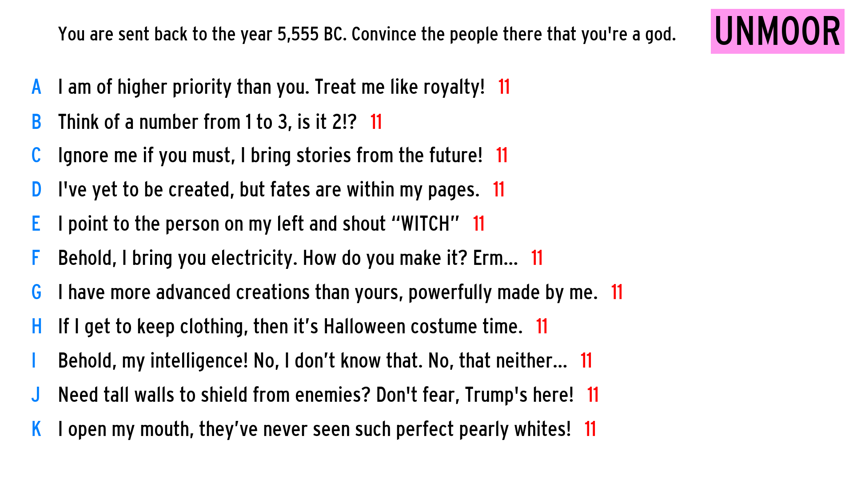 You are sent back to the year 5,555 BC. Convince the people there that you're a god.
UNMOOR
A I am of higher priority than you. Treat me like royalty! 11
B Think of a number from 1 to 3, is it 2!? 11
C Ignore me if you must, I bring stories from the future! 11
D I've yet to be created, but fates are within my pages. 11
E I point to the person on my left and shout “WITCH” 11
F Behold, I bring you electricity. How do you make it? Erm... 11
G I have more advanced creations than yours, powerfully made by me. 11
H If I get to keep clothing, then it’s Halloween costume time. 11
I Behold, my intelligence! No, I don’t know that. No, that neither... 11
J Need tall walls to shield from enemies? Don't fear, Trump's here! 11
K I open my mouth, they’ve never seen such perfect pearly whites! 11